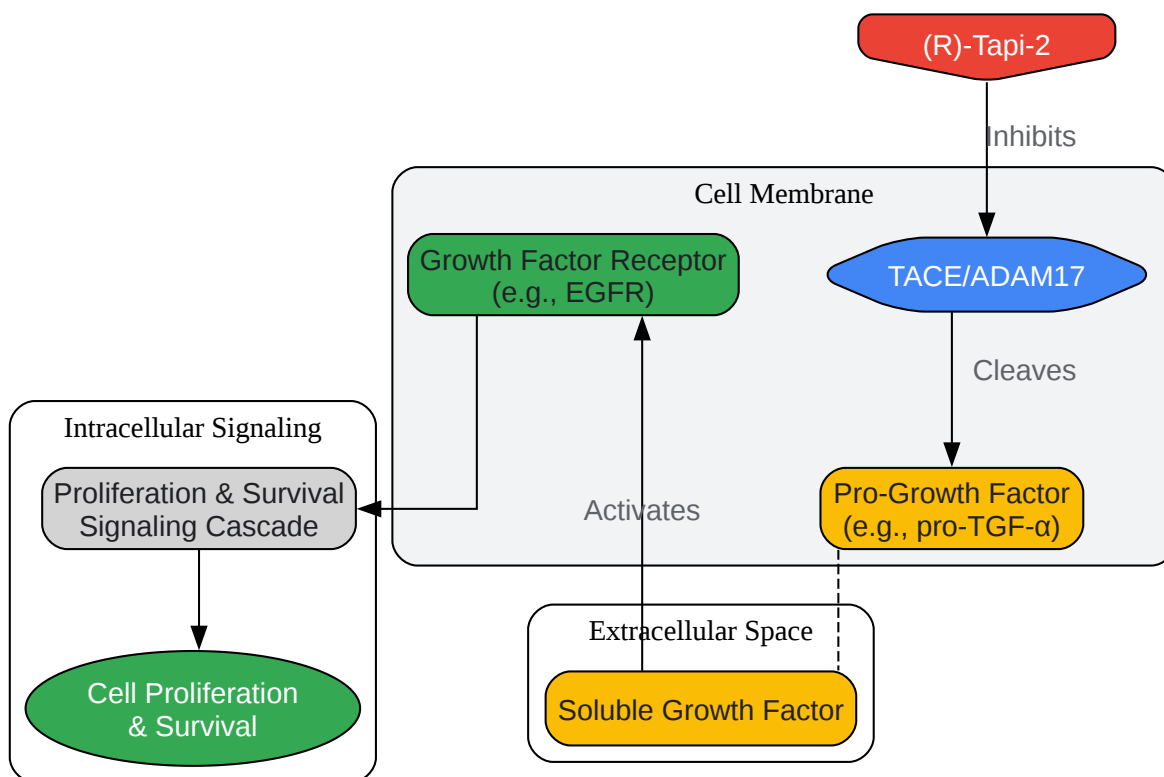 (R)-Tapi-2
Inhibits
Cell Membrane
Growth Factor Receptor
(e.g., EGFR)
TACE/ADAM17
Cleaves
Intracellular Signaling
Proliferation & Survival
Signaling Cascade
Activates
Pro-Growth Factor
(e.g., pro-TGF-α)
Extracellular Space
Soluble Growth Factor
Cell Proliferation
& Survival